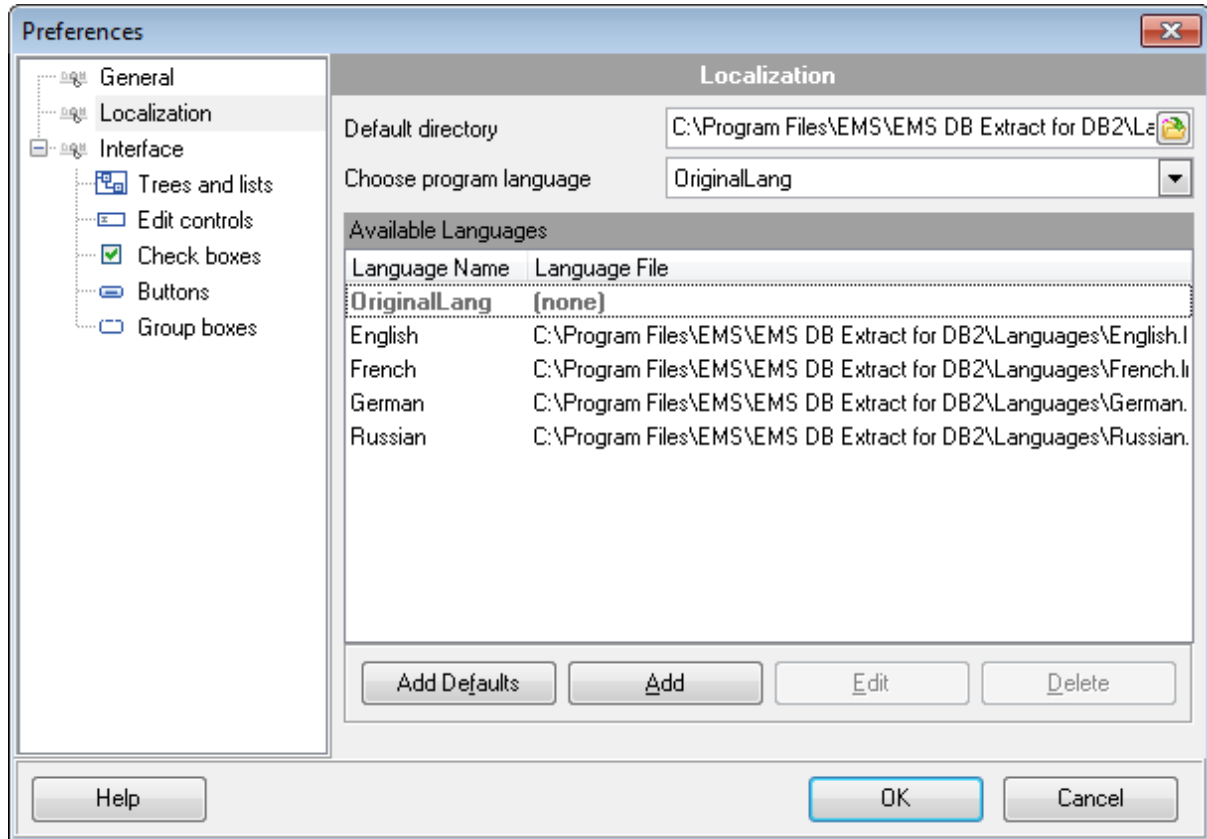 Preferences
General
Localization
Interface
Trees and lists
Edit controls
Check boxes
Buttons
Group boxes
Localization
Default directory C:\Program Files\EMS\EMS DB Extract for DB2\La
Choose program language OriginalLang
Available Languages
Language Name Language File
OriginalLang (none)
English C:\Program Files\EMS\EMS DB Extract for DB2\Languages\English.l
French C:\Program Files\EMS\EMS DB Extract for DB2\Languages\French.ln
German C:\Program Files\EMS\EMS DB Extract for DB2\Languages\German.
Russian C:\Program Files\EMS\EMS DB Extract for DB2\Languages\Russian.
Add Defaults Add Edit Delete
Help OK Cancel